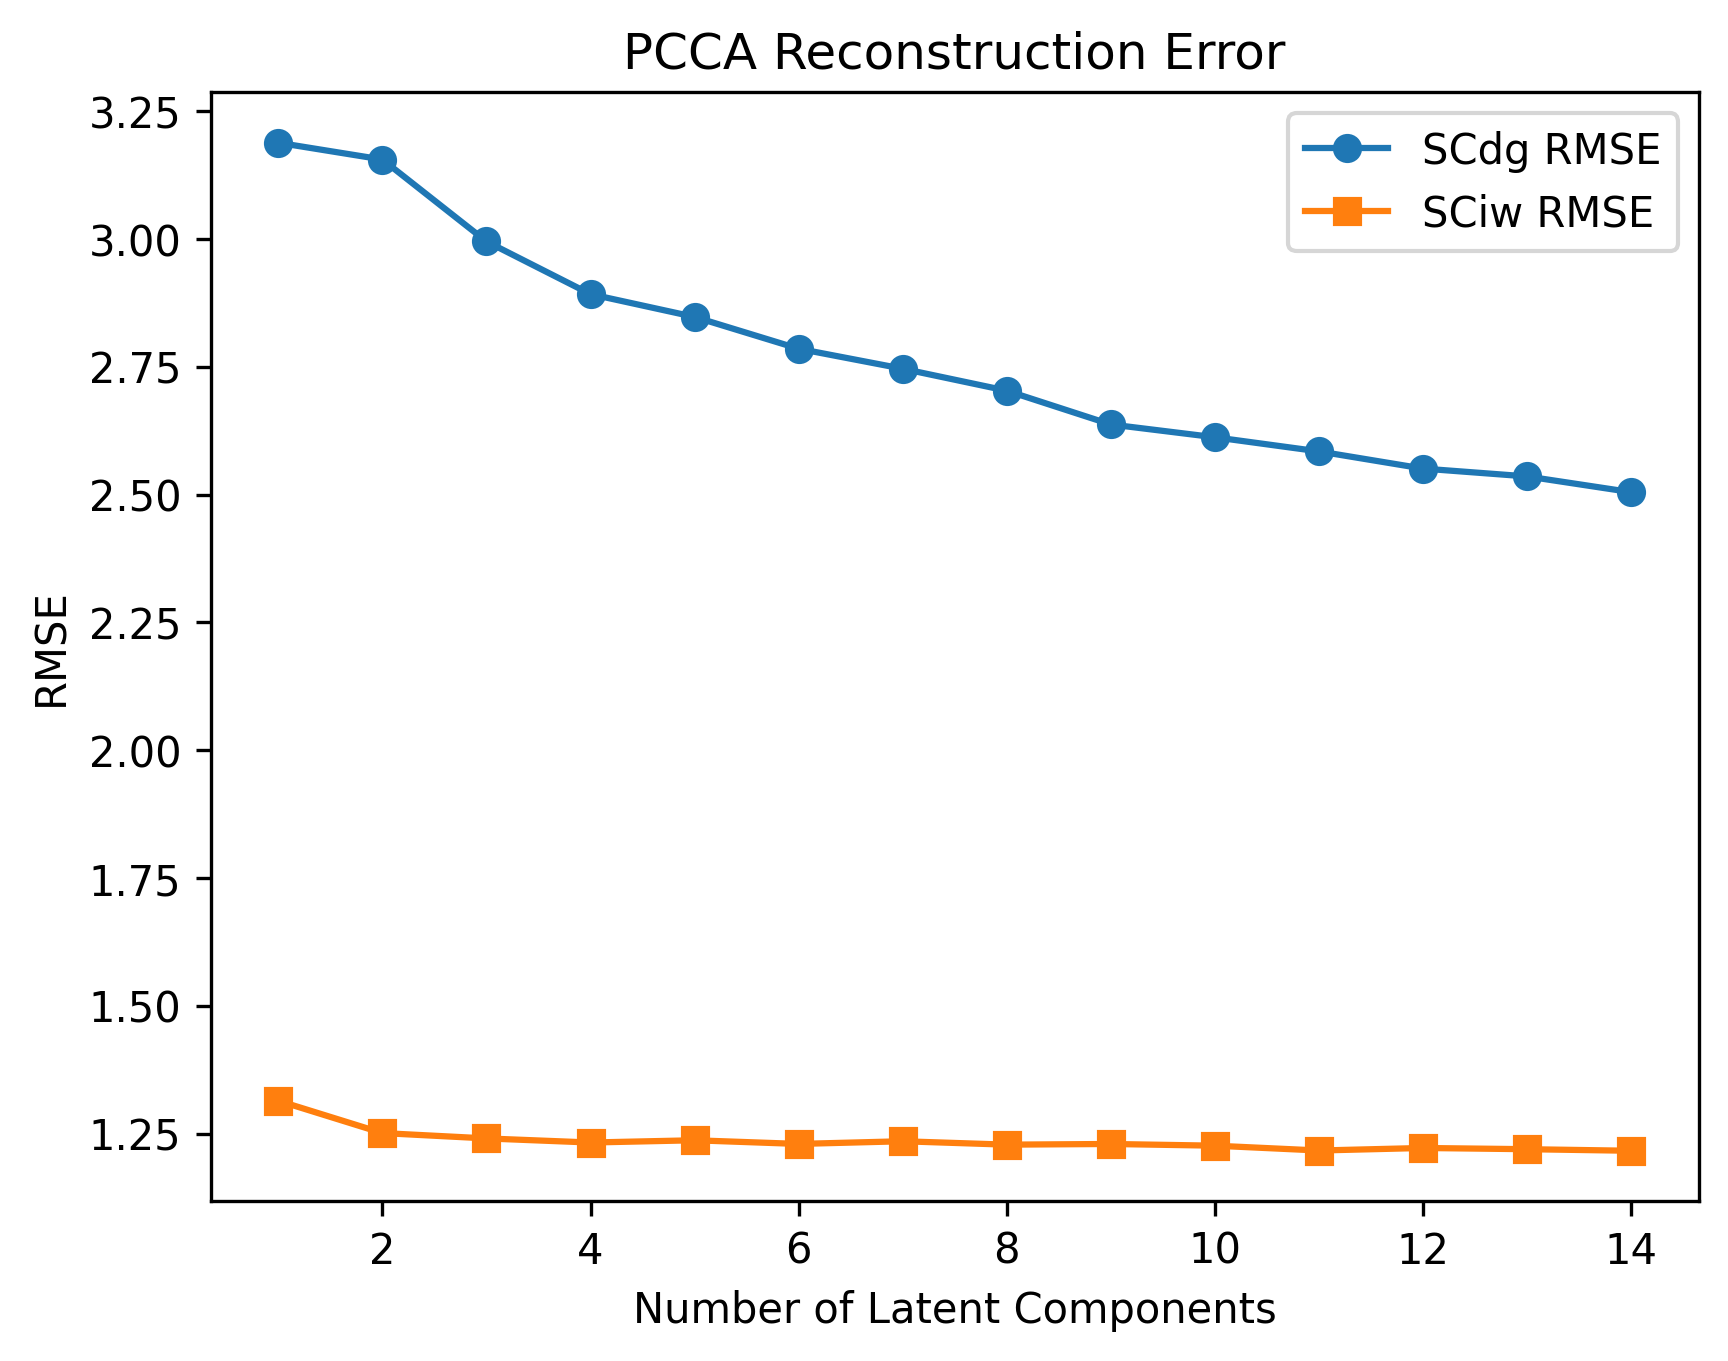 PCCA Reconstruction Error
SCdg RMSE
SCiw RMSE
RMSE
3.25
3.00
2.75
2.50
2.25
2.00
1.75
1.50
1.25
2 4 6 8 10 12 14
Number of Latent Components